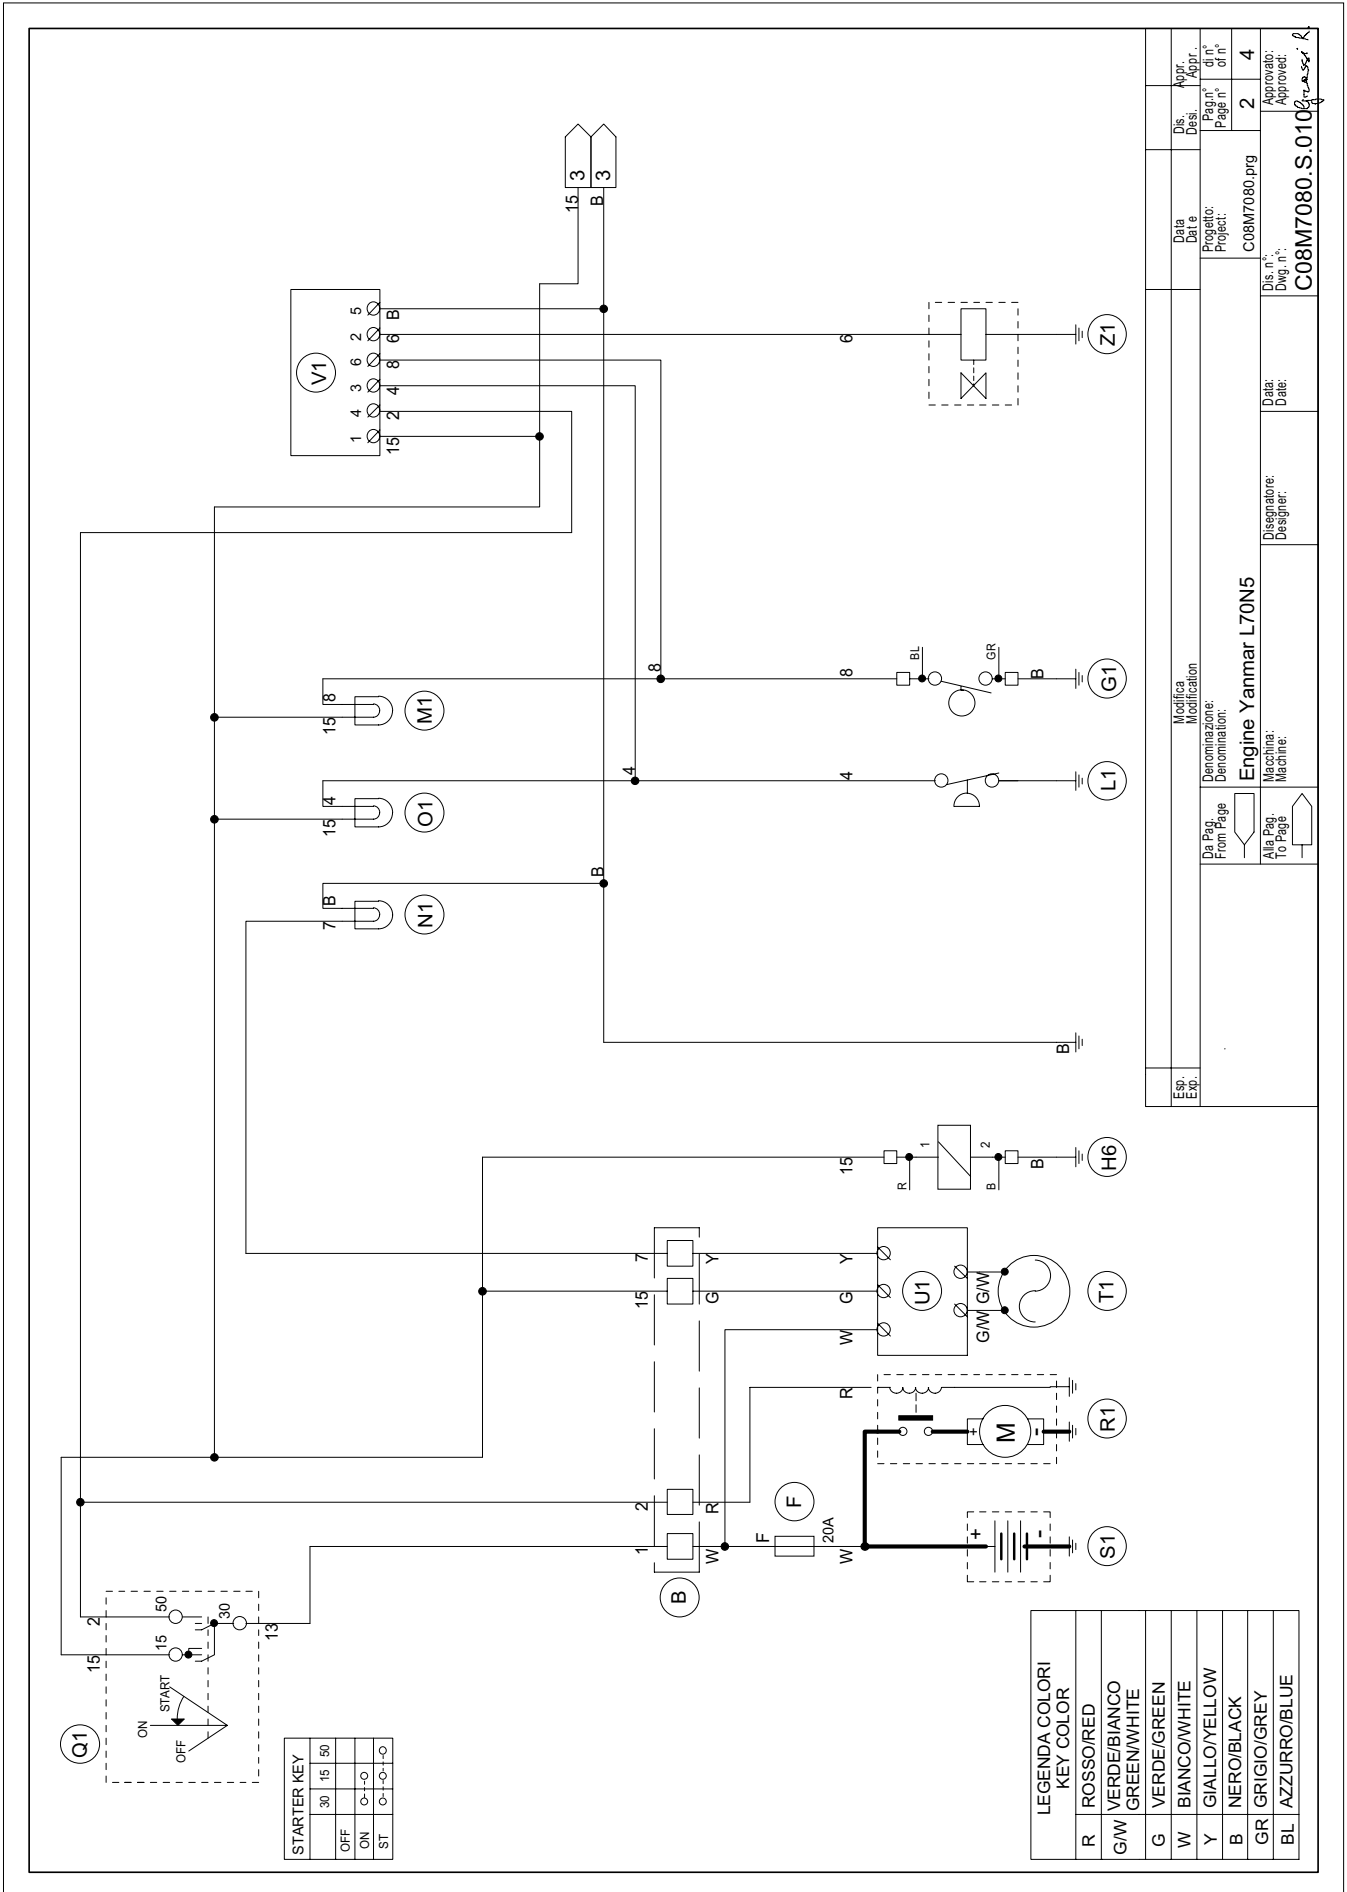 Q1
15
2
15
50
30
13
ON
START
OFF
STARTER KEY
30 15 50
OFF
ON
ST
B
1
2
15
7
W
R
G
Y
F
F
20A
W
R
W
G
Y
U1
G/W
G/W
M
+
-
+
-
S1
R1
T1
15
R
1
2
B
B
H6
B
7
B
N1
B
15
4
O1
4
4
L1
15
8
M1
8
8
BL
GR
B
G1
V1
1
4
3
6
2
5
15
2
4
8
6
B
15
B
3
3
6
Z1
LEGENDA COLORI
KEY COLOR
R ROSSO/RED
G/W VERDE/BIANCO
GREEN/WHITE
G VERDE/GREEN
W BIANCO/WHITE
Y GIALLO/YELLOW
B NERO/BLACK
GR GRIGIO/GREY
BL AZZURRO/BLUE
Esp.
Exp.
Modifica
Modification
Data
Dat e
Dis.
Desi.
Appr.
Appr.
Da Pag.
From Page
Alla Pag.
To Page
Denominazione:
Denomination:
Engine Yanmar L70N5
Progetto:
Project:
C08M7080.prg
Pag.n°
Page n°
2
di n°
of n°
4
Macchina:
Machine:
Disegnatore:
Designer:
Data:
Date:
Dis. n°:
Dwg. n°:
C08M7080.S.010
Approvato:
Approved:
Grossi R.